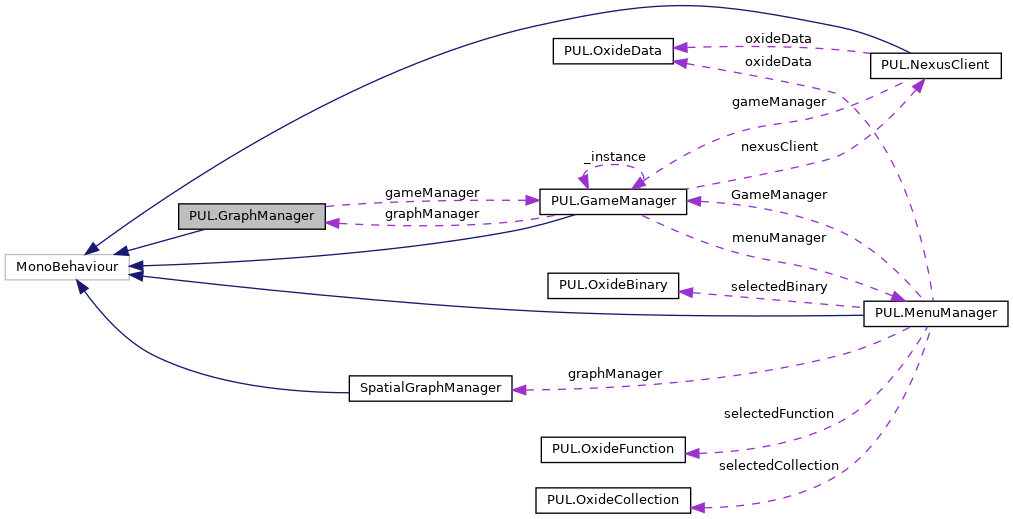 oxideData
PUL.OxideData
PUL.NexusClient
oxideData
gameManager
nexusClient
_instance
gameManager
GameManager
PUL.GameManager
PUL.GraphManager
graphManager
menuManager
MonoBehaviour
PUL.OxideBinary
selectedBinary
PUL.MenuManager
graphManager
SpatialGraphManager
selectedFunction
PUL.OxideFunction
selectedCollection
PUL.OxideCollection